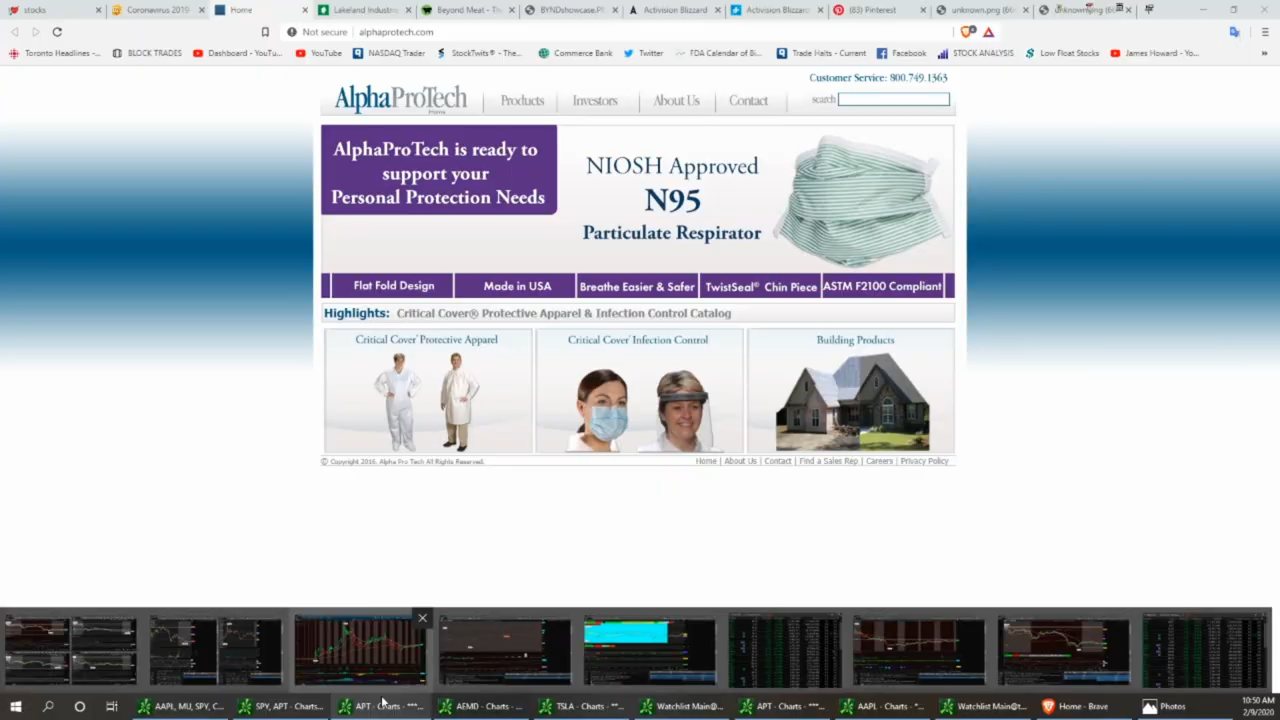 stocks
Coronavirus 2019
Home
Lakeland Industries
Beyond Meat - The
BYNDshowcase.P
Activision Blizzard
Activision Blizzard
(83) Pinterest
unknown.png (66
unknown.png (66
Not secure
alphaprotech.com
Toronto Headlines -...
BLOCK TRADES
Dashboard - YouTu...
YouTube
NASDAQ Trader
StockTwits® - The...
Commerce Bank
Twitter
FDA Calendar of Bi...
Trade Halts - Current
Facebook
STOCK ANALYSIS
Low Float Stocks
James Howard - Yo...
Customer Service: 800.749.1363
AlphaProTech
Home
Products
Investors
About Us
Contact
search
AlphaProTech is ready to
support your
Personal Protection Needs
NIOSH Approved
N95
Particulate Respirator
Flat Fold Design
Made in USA
Breathe Easier & Safer
TwistSeal® Chin Piece
ASTM F2100 Compliant
Highlights: Critical Cover® Protective Apparel & Infection Control Catalog
Critical Cover® Protective Apparel
Critical Cover® Infection Control
Building Products
© Copyright 2016. Alpha Pro Tech All Rights Reserved.
Home | About Us | Contact | Find a Sales Rep | Careers | Privacy Policy
AAPL, MU, SPY, C...
SPY, APT - Charts...
APT - Charts - ***...
AEMD - Charts - ...
TSLA - Charts - **...
Watchlist Main@...
APT - Charts - ***...
AAPL - Charts - *...
Watchlist Main@t...
Home - Brave
Photos
10:50 AM
2/9/2020